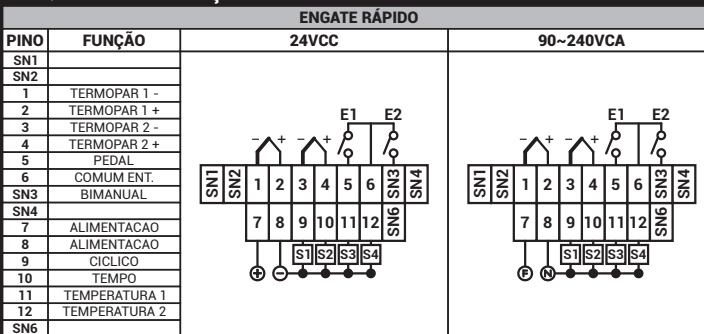 ENGATE RÁPIDO
PINO FUNÇÃO 24VCC 90~240VCA
SN1
SN2
1 TERMOPAR 1 -
2 TERMOPAR 1 +
3 TERMOPAR 2 -
4 TERMOPAR 2 +
5 PEDAL
6 COMUM ENT.
SN3 BIMANUAL
SN4
7 ALIMENTACAO
8 ALIMENTACAO
9 CICLICO
10 TEMPO
11 TEMPERATURA 1
12 TEMPERATURA 2
SN6
E1 E2
- + - +
SN1 SN2 1 2 3 4 5 6 SN3 SN4
7 8 9 10 11 12 SN6
S1 S2 S3 S4
+ -
E1 E2
- + - +
SN1 SN2 1 2 3 4 5 6 SN3 SN4
7 8 9 10 11 12 SN6
S1 S2 S3 S4
F N